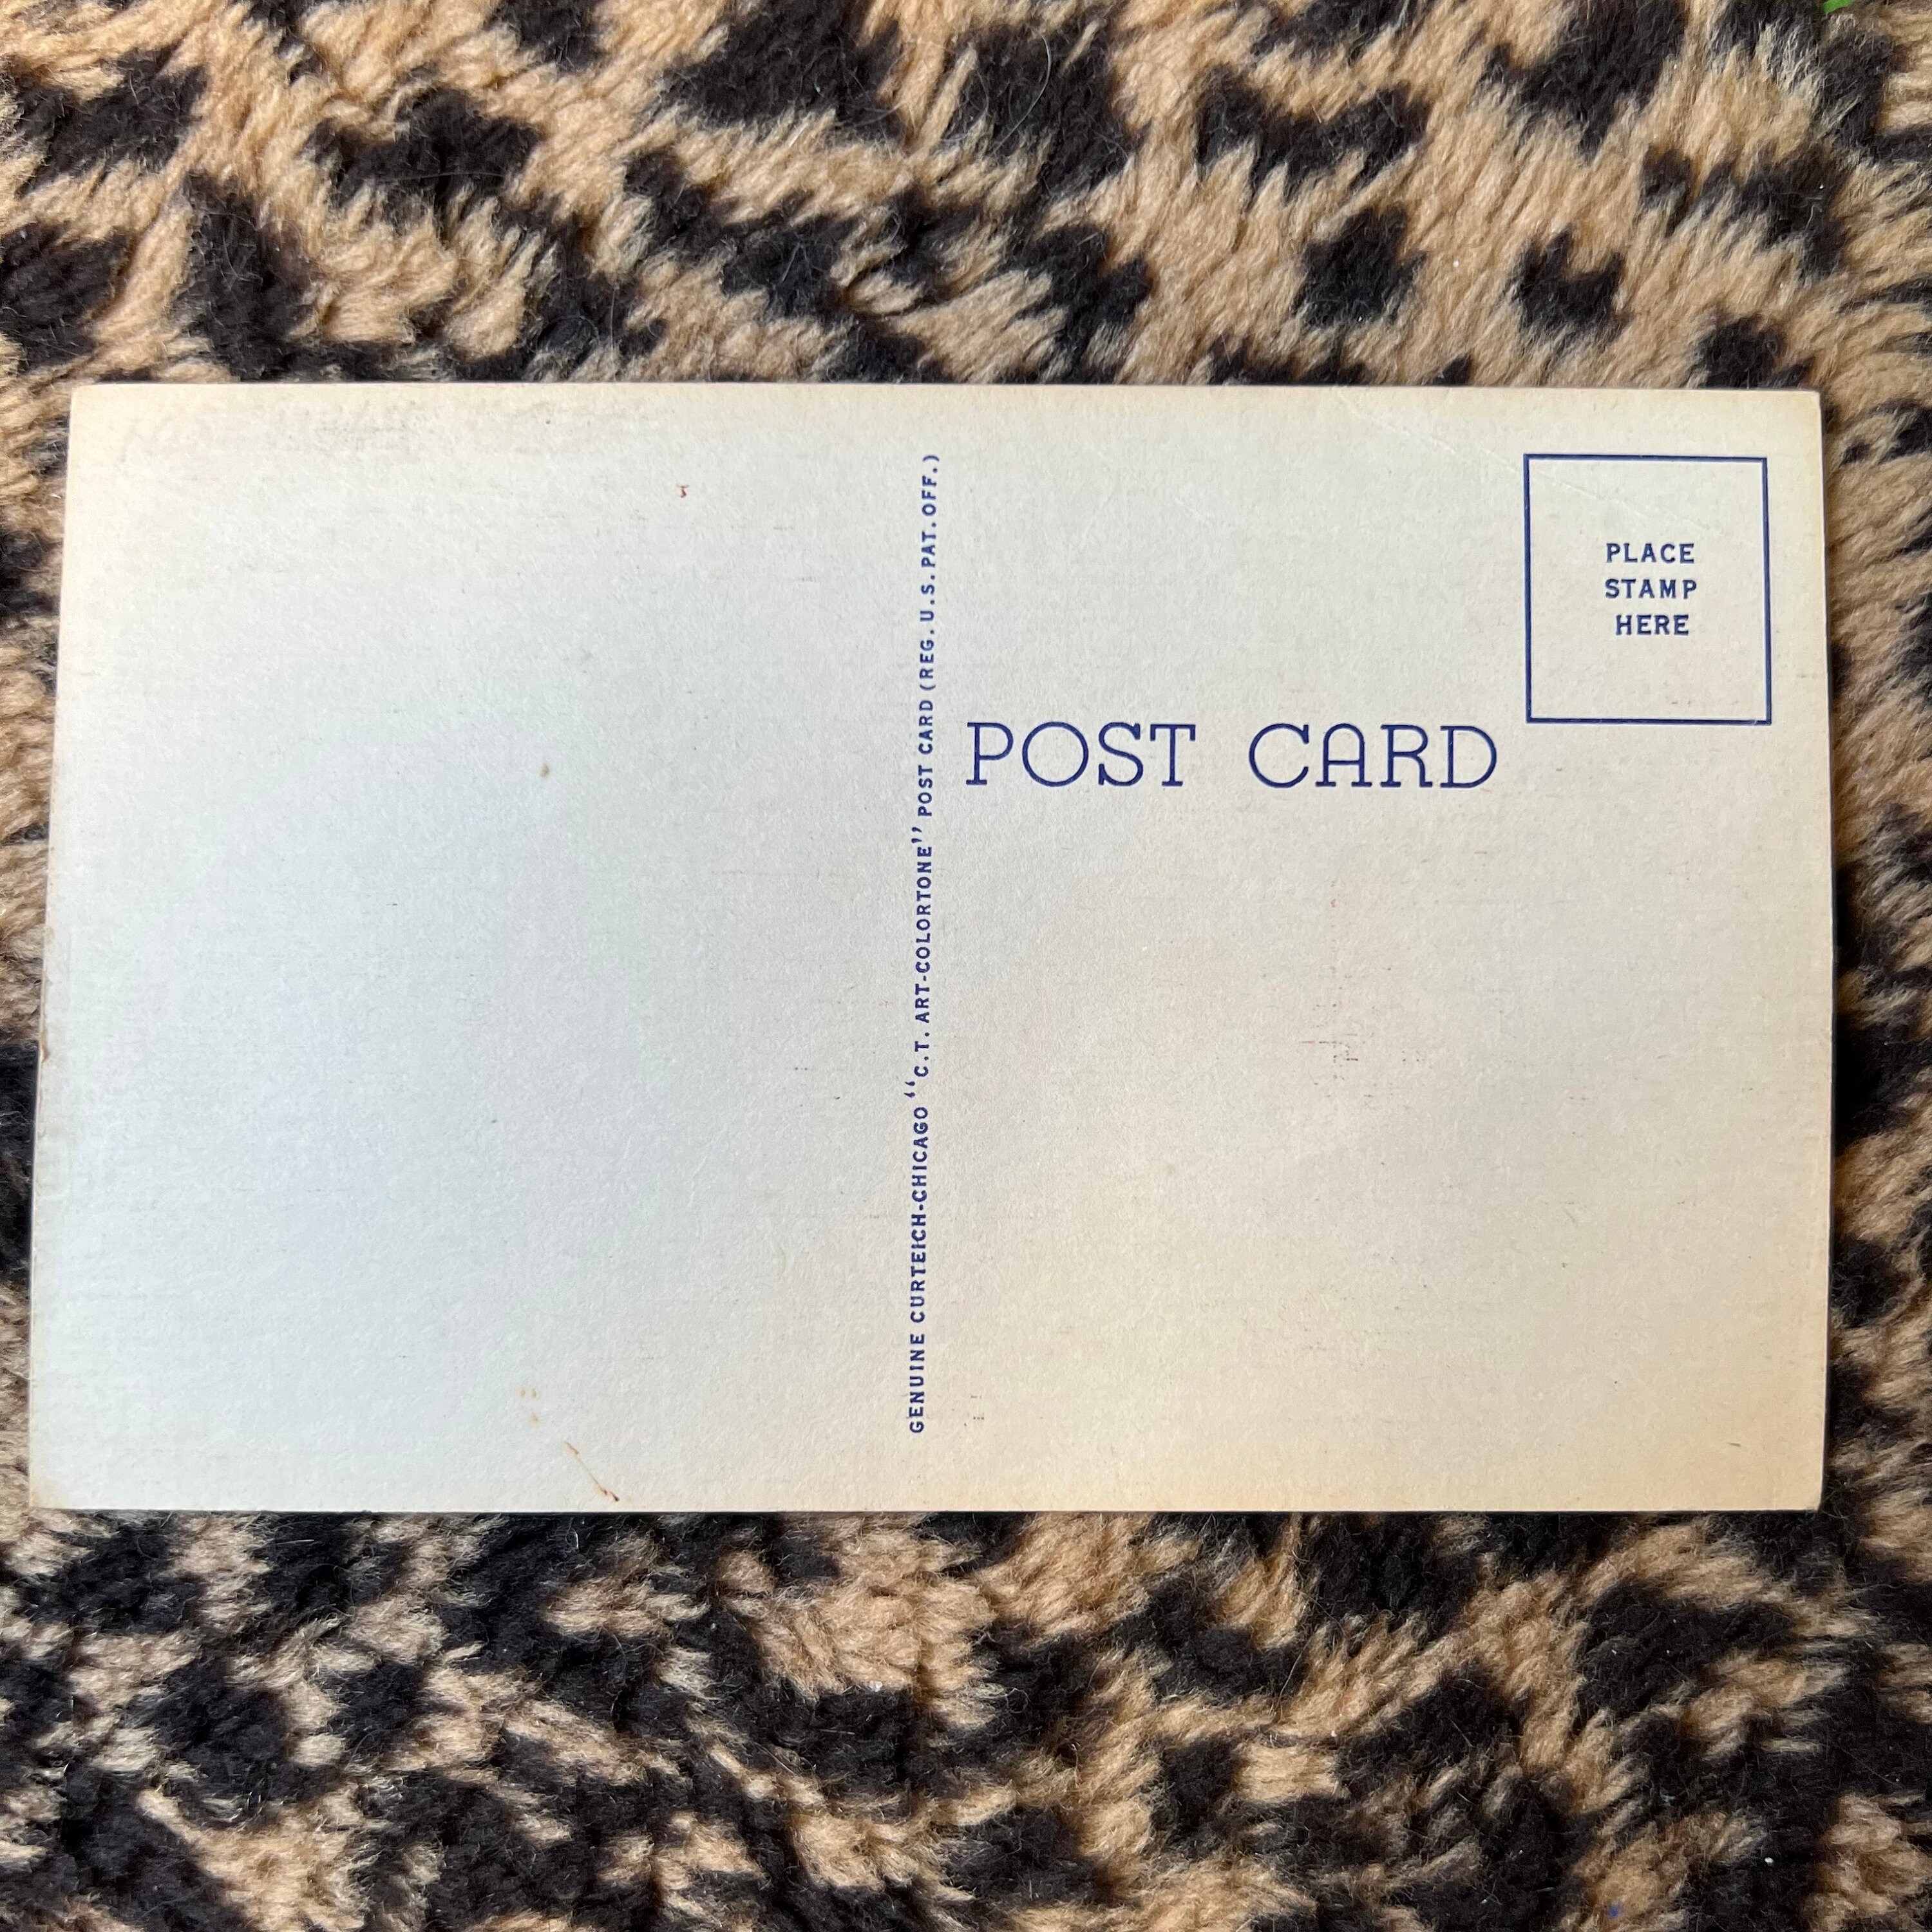 GENUINE CURTEICH-CHICAGO "C.T. ART-COLORTONE" POST CARD (REG. U.S. PAT. OFF.)
POST CARD
PLACE
STAMP
HERE